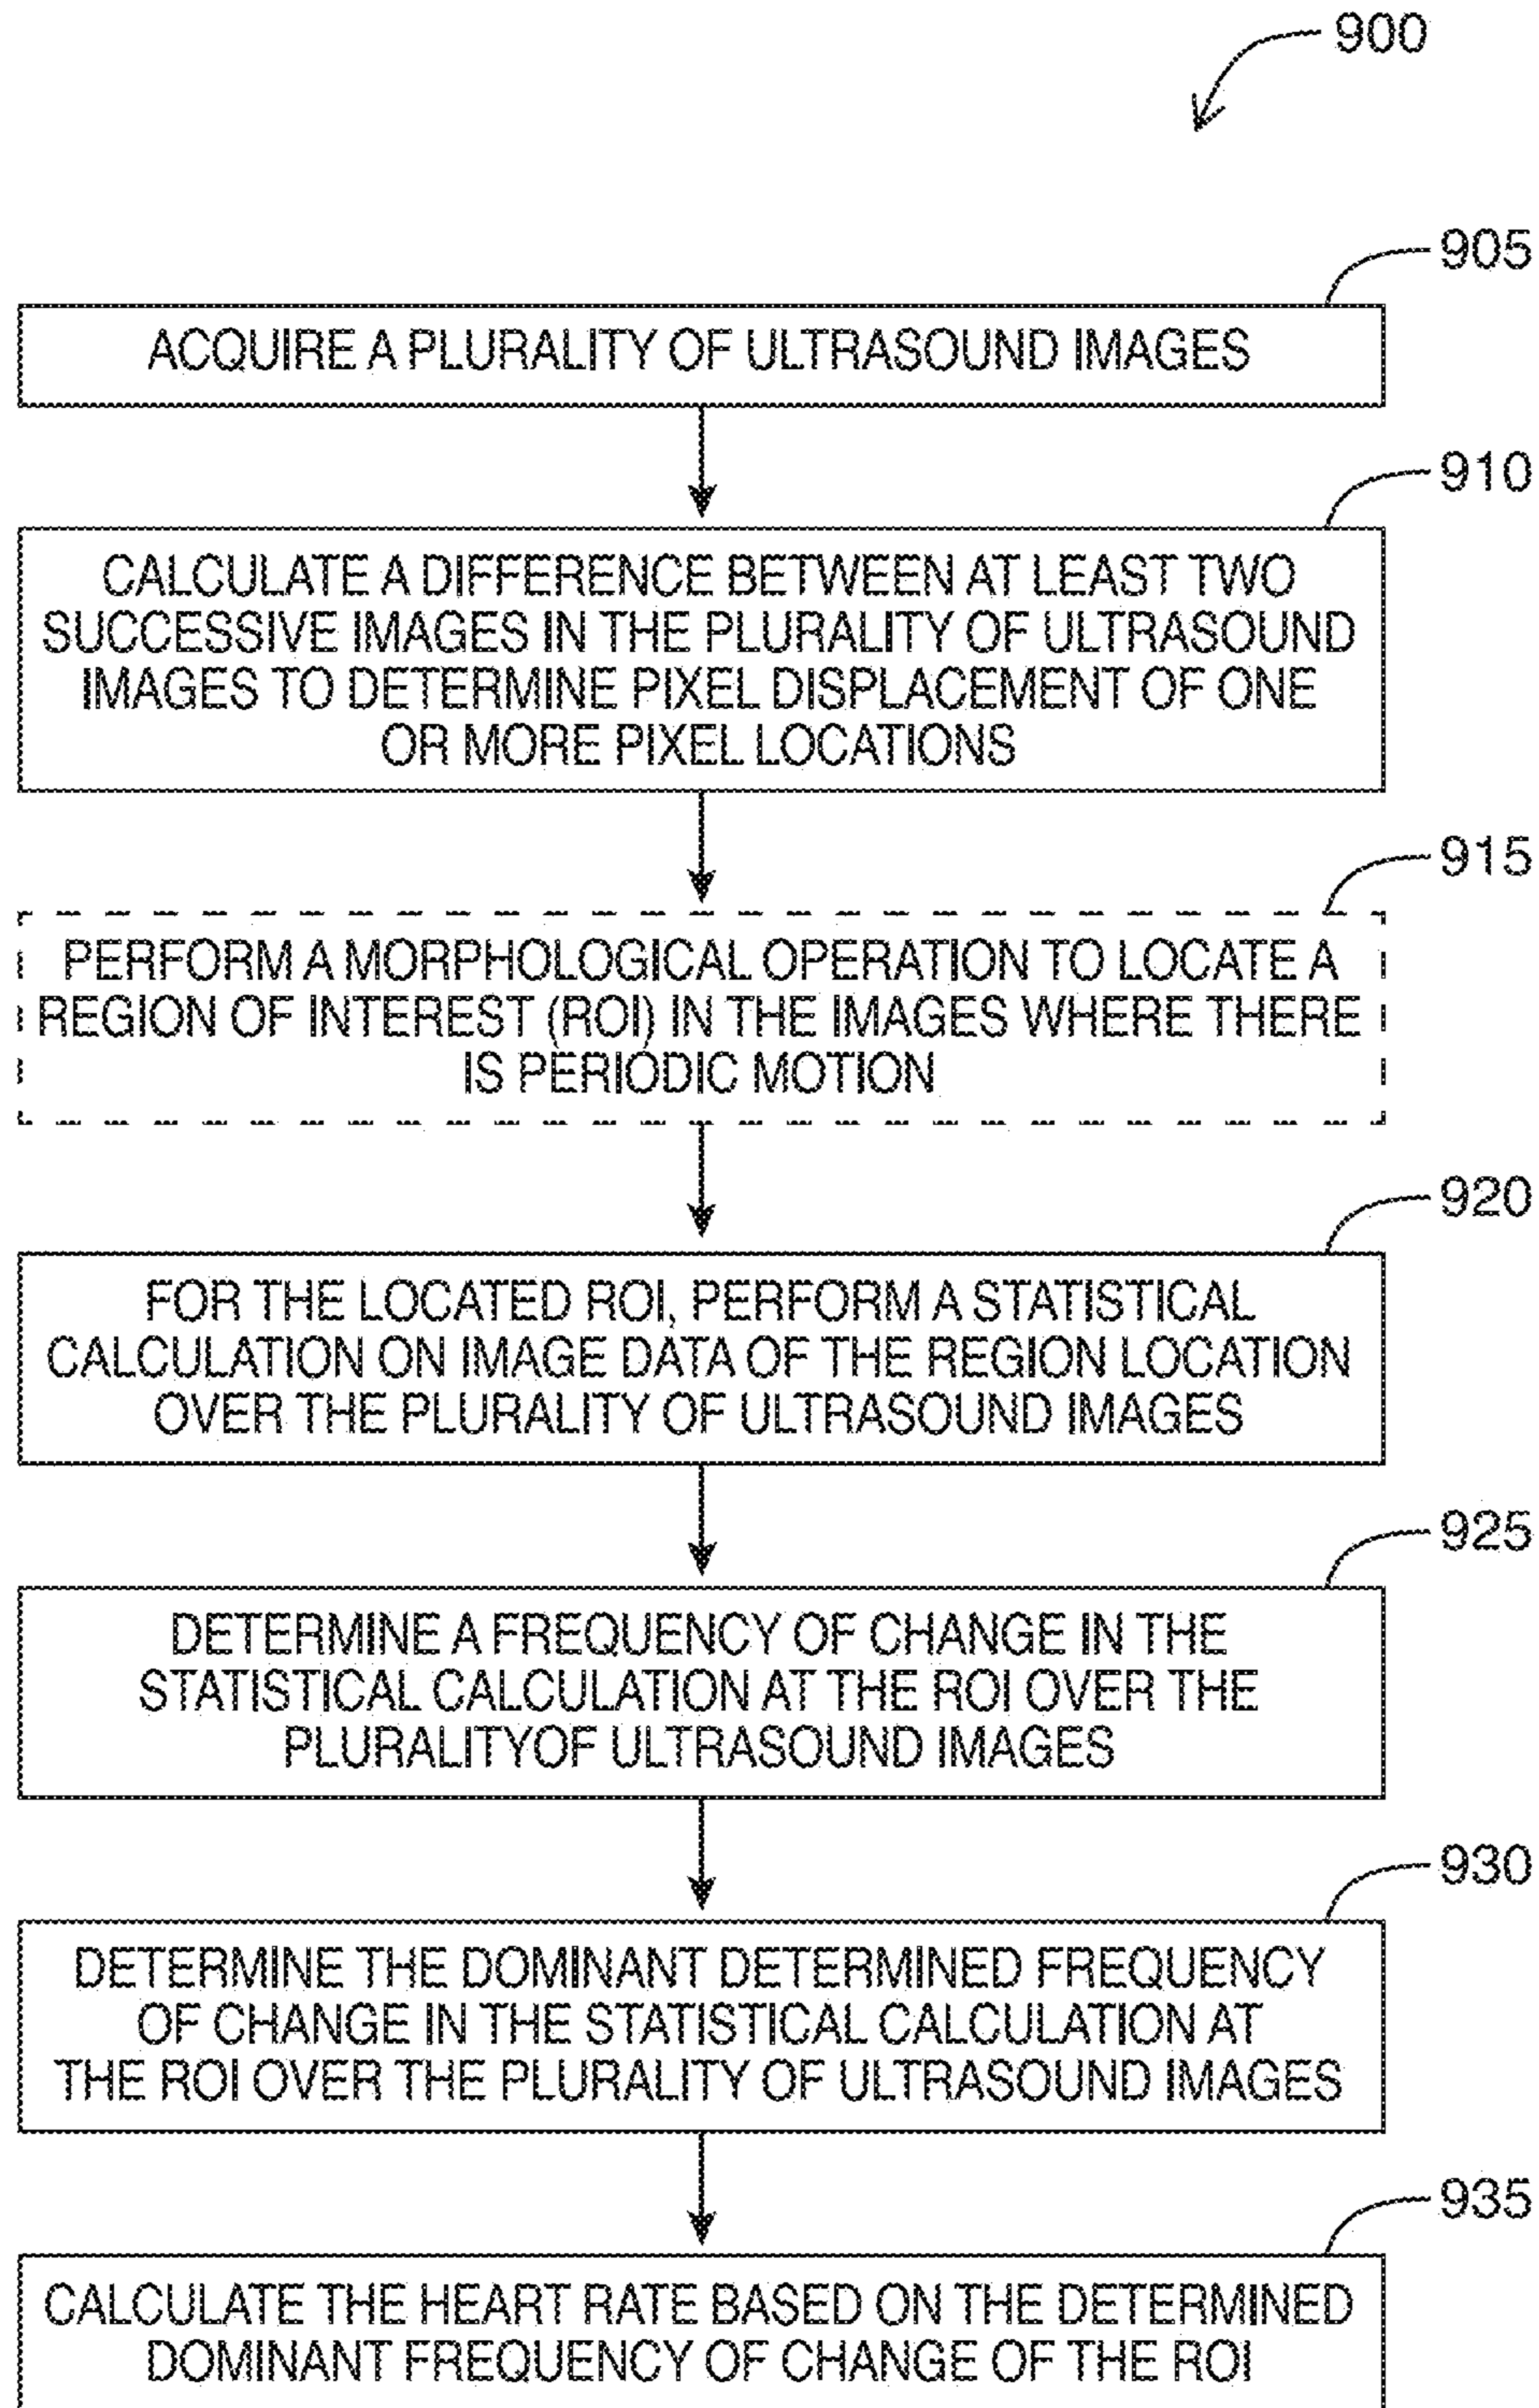 900
905
ACQUIRE A PLURALITY OF ULTRASOUND IMAGES
910
CALCULATE A DIFFERENCE BETWEEN AT LEAST TWO
SUCCESSIVE IMAGES IN THE PLURALITY OF ULTRASOUND
IMAGES TO DETERMINE PIXEL DISPLACEMENT OF ONE
OR MORE PIXEL LOCATIONS
915
PERFORM A MORPHOLOGICAL OPERATION TO LOCATE A
REGION OF INTEREST (ROI) IN THE IMAGES WHERE THERE
IS PERIODIC MOTION
920
FOR THE LOCATED ROI, PERFORM A STATISTICAL
CALCULATION ON IMAGE DATA OF THE REGION LOCATION
OVER THE PLURALITY OF ULTRASOUND IMAGES
925
DETERMINE A FREQUENCY OF CHANGE IN THE
STATISTICAL CALCULATION AT THE ROI OVER THE
PLURALITYOF ULTRASOUND IMAGES
930
DETERMINE THE DOMINANT DETERMINED FREQUENCY
OF CHANGE IN THE STATISTICAL CALCULATION AT
THE ROI OVER THE PLURALITY OF ULTRASOUND IMAGES
935
CALCULATE THE HEART RATE BASED ON THE DETERMINED
DOMINANT FREQUENCY OF CHANGE OF THE ROI